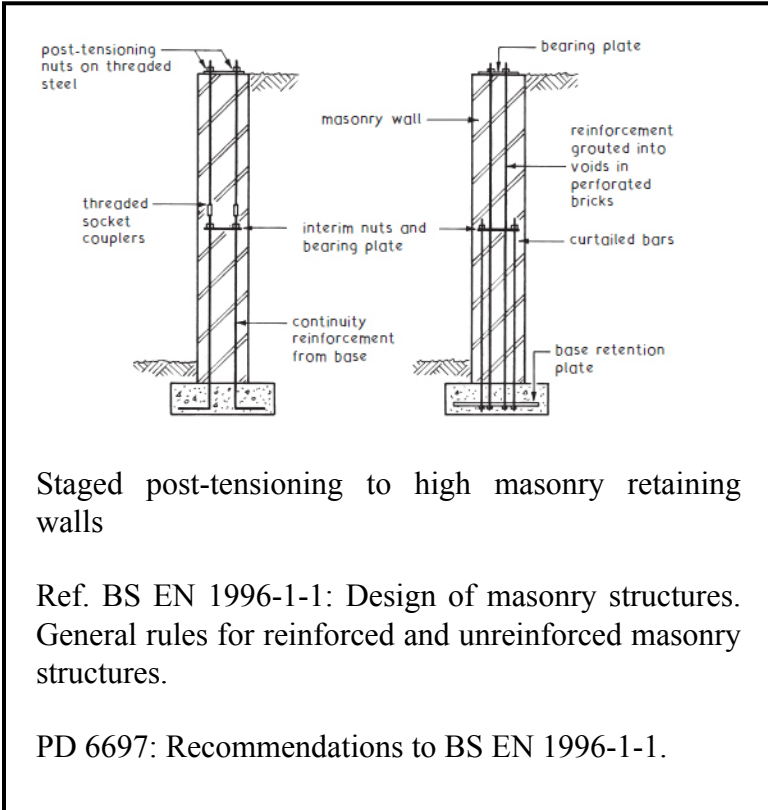 post-tensioning
nuts on threaded
steel
bearing plate
masonry wall
reinforcement
grouted into
voids in
perforated
bricks
threaded
socket
couplers
interim nuts and
bearing plate
curtailed bars
continuity
reinforcement
from base
base retention
plate
Staged post-tensioning to high masonry retaining
walls
Ref. BS EN 1996-1-1: Design of masonry structures.
General rules for reinforced and unreinforced masonry
structures.
PD 6697: Recommendations to BS EN 1996-1-1.